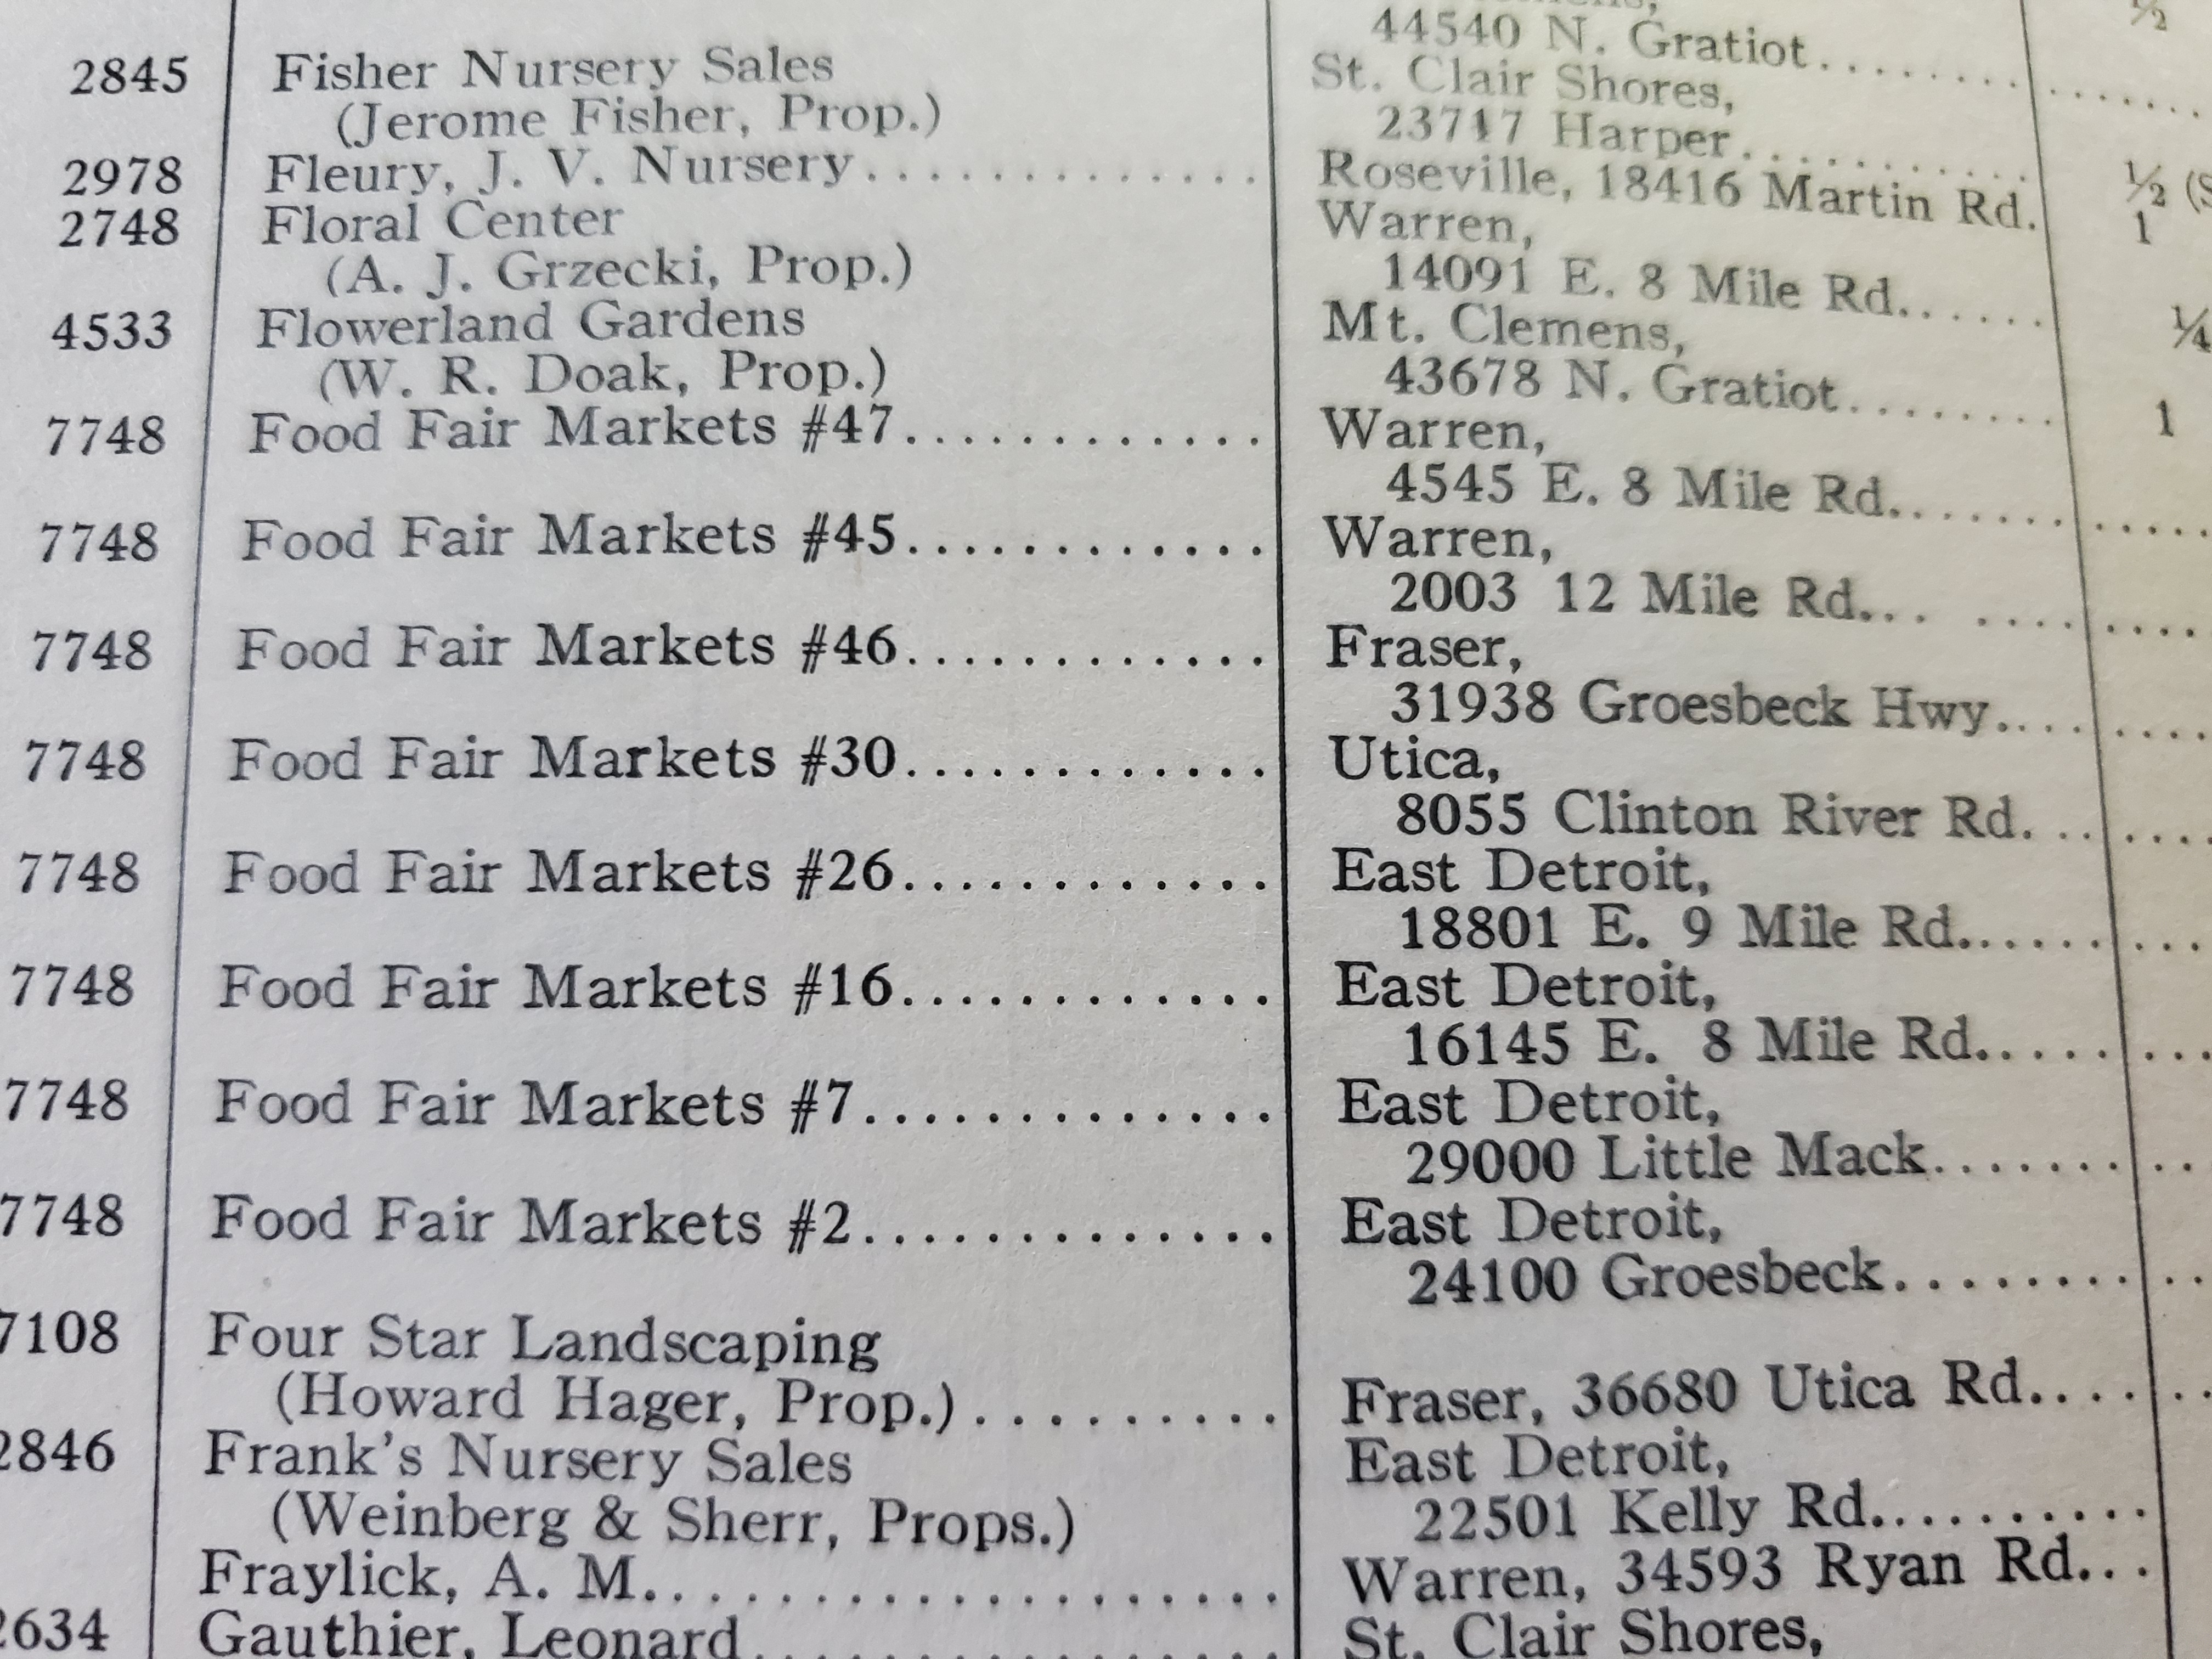 ½
44540 N. Gratiot..........
2845 Fisher Nursery Sales St. Clair Shores,
(Jerome Fisher, Prop.) 23717 Harper.......... ½ (S
2978 Fleury, J. V. Nursery.............. Roseville, 18416 Martin Rd. 1
2748 Floral Center Warren,
(A. J. Grzecki, Prop.) 14091 E. 8 Mile Rd...... ¼
4533 Flowerland Gardens Mt. Clemens,
(W. R. Doak, Prop.) 43678 N. Gratiot........ 1
7748 Food Fair Markets #47............. Warren,
4545 E. 8 Mile Rd..........
7748 Food Fair Markets #45............. Warren,
2003 12 Mile Rd... ........
7748 Food Fair Markets #46............. Fraser,
31938 Groesbeck Hwy........
7748 Food Fair Markets #30............. Utica,
8055 Clinton River Rd.......
7748 Food Fair Markets #26............. East Detroit,
18801 E. 9 Mile Rd.........
7748 Food Fair Markets #16............. East Detroit,
16145 E. 8 Mile Rd........
7748 Food Fair Markets #7.............. East Detroit,
29000 Little Mack.........
7748 Food Fair Markets #2.............. East Detroit,
24100 Groesbeck..........
7108 Four Star Landscaping
(Howard Hager, Prop.)........... Fraser, 36680 Utica Rd.....
2846 Frank's Nursery Sales East Detroit,
(Weinberg & Sherr, Props.) 22501 Kelly Rd..........
Fraylick, A. M..................... Warren, 34593 Ryan Rd...
2634 Gauthier, Leonard.................. St. Clair Shores,